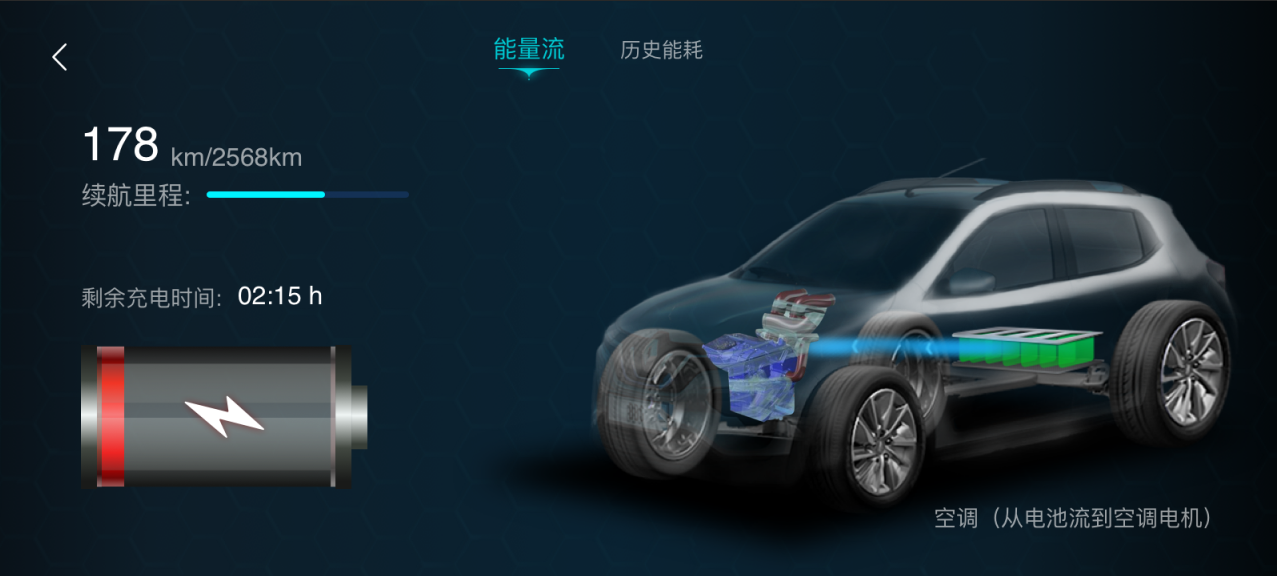 能量流 历史能耗
178 km/2568km
续航里程:
剩余充电时间: 02:15 h
空调（从电池流到空调电机）